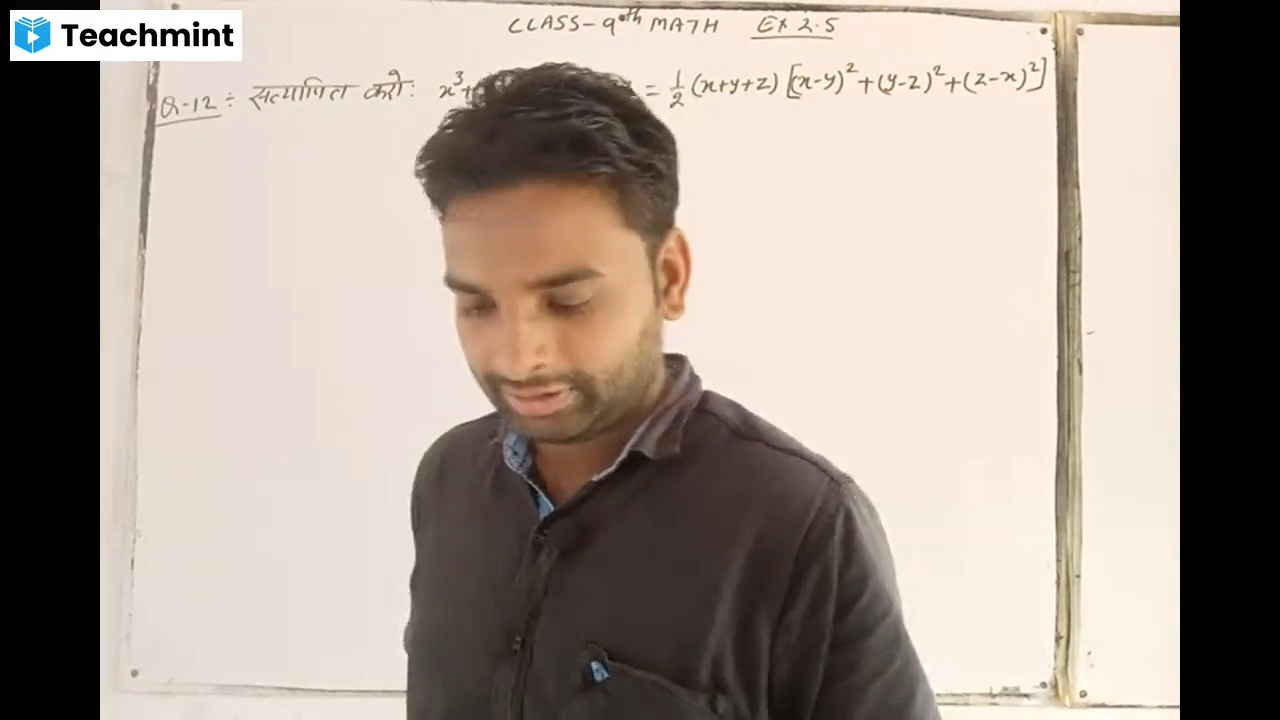 Teachmint
CLASS-9th MATH Ex 2.5
Q-12 ÷ सत्यापित करो: x³+ = 1/2 (x+y+z) [(x-y)² + (y-z)² + (z-x)²]